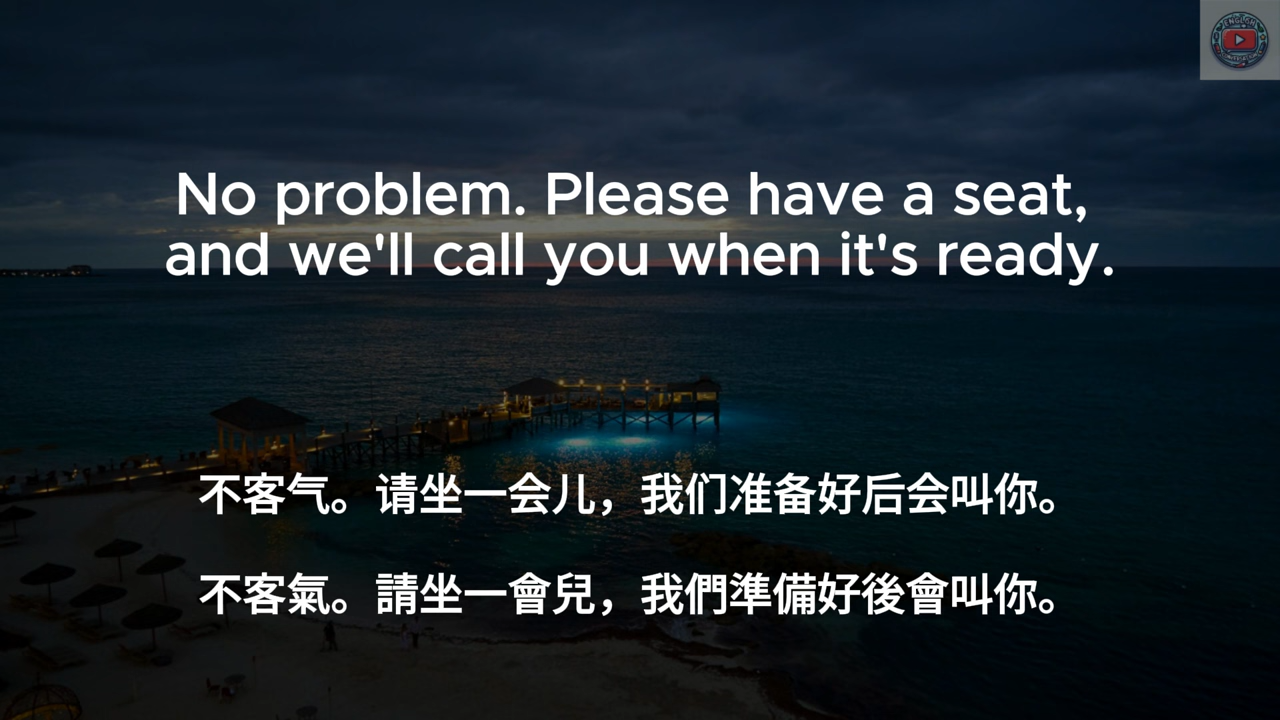 No problem. Please have a seat,
and we'll call you when it's ready.
不客气。请坐一会儿，我们准备好后会叫你。
不客氣。請坐一會兒，我們準備好後會叫你。